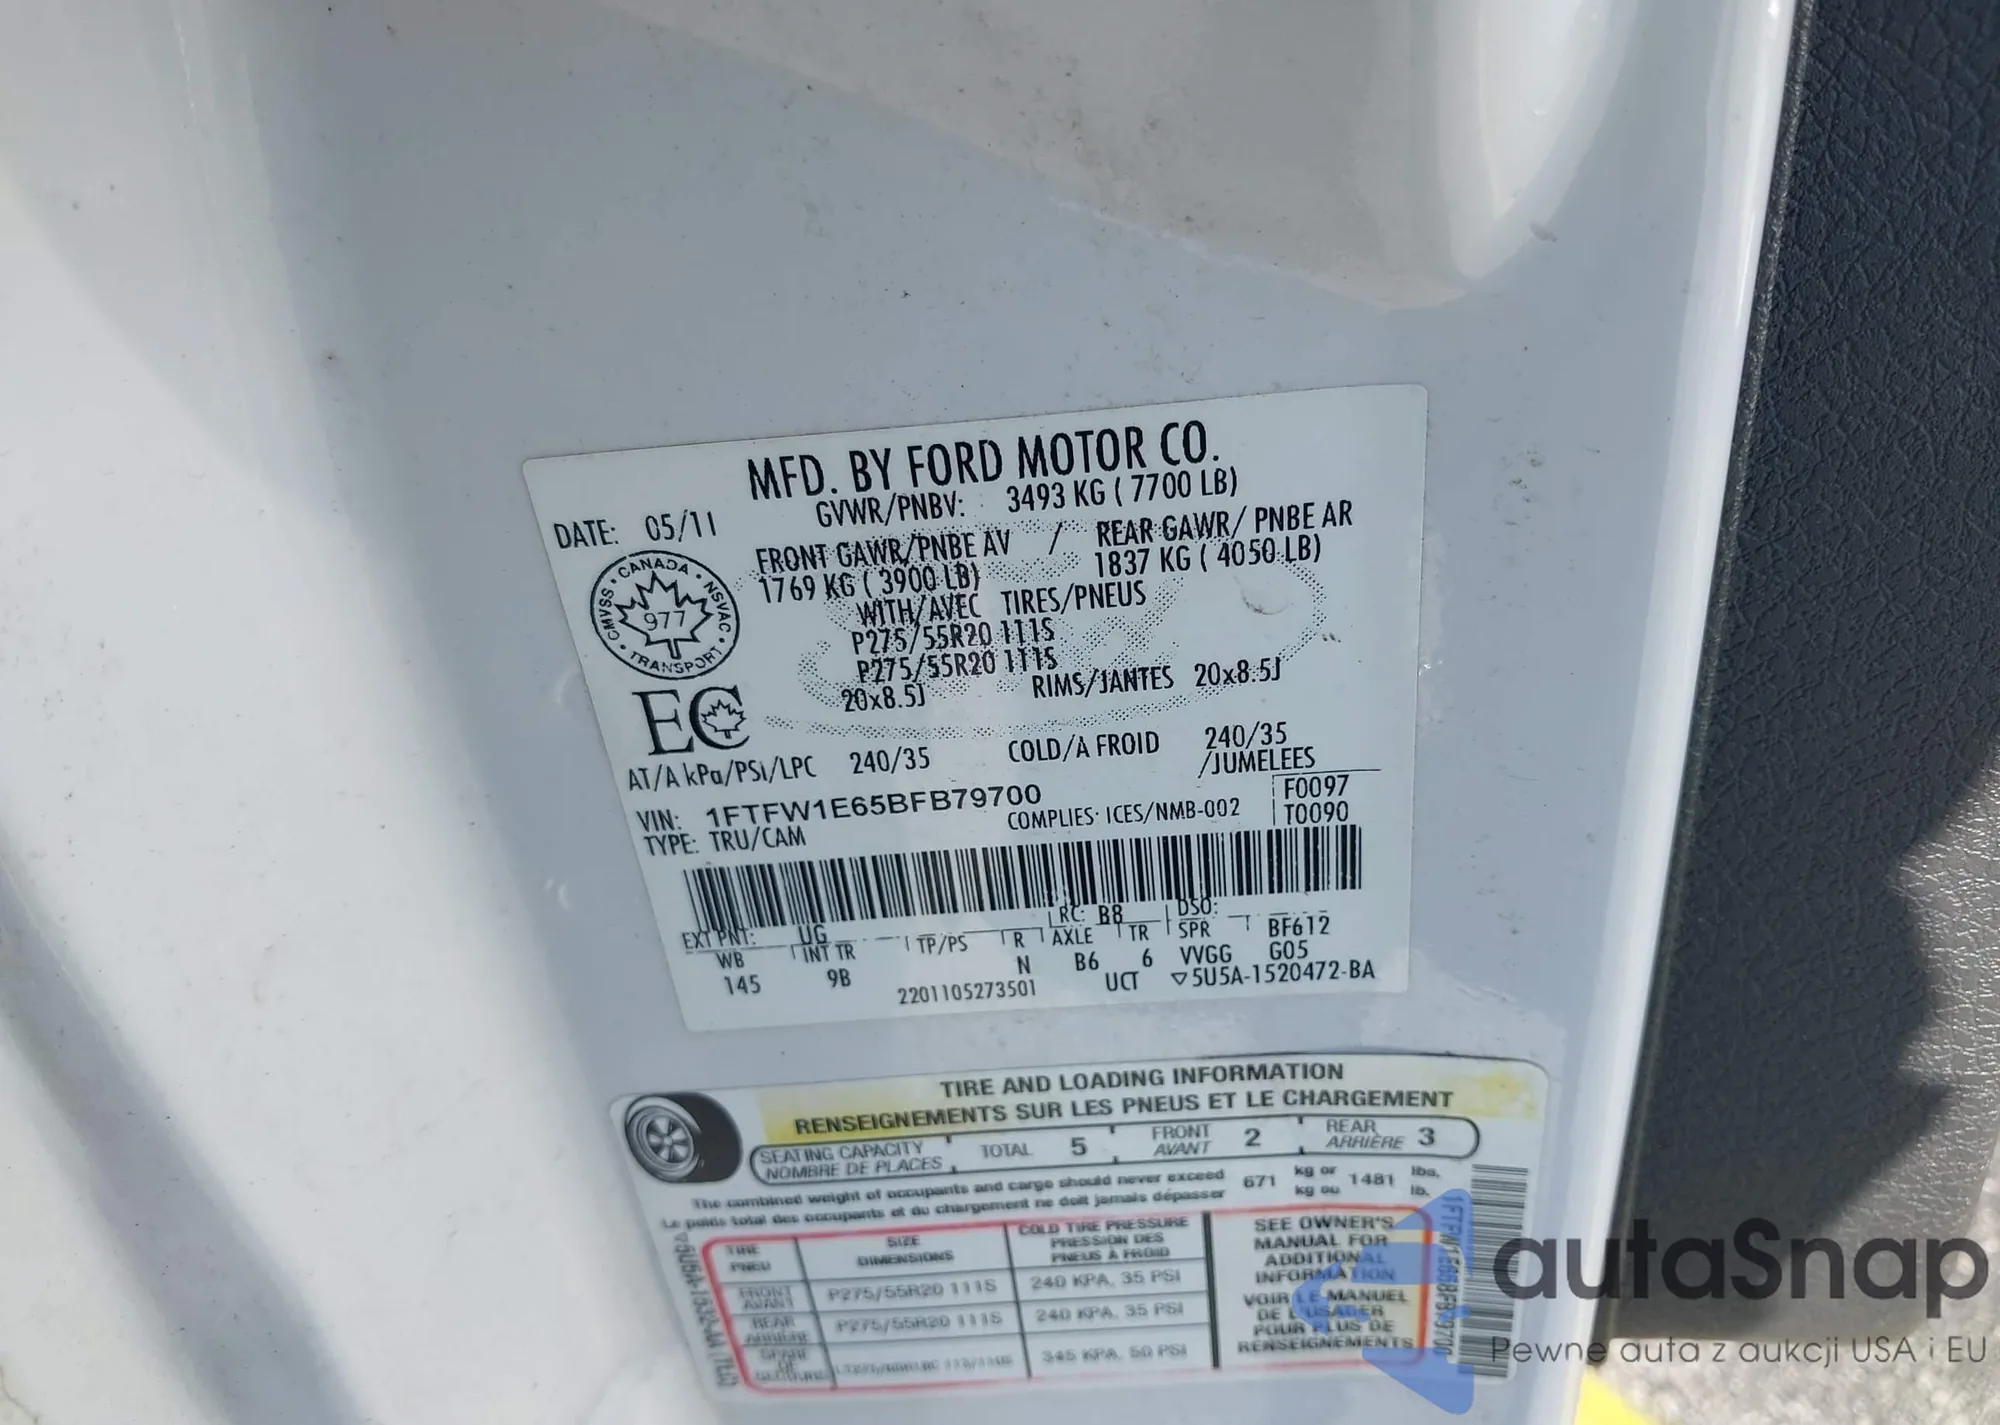 MFD. BY FORD MOTOR CO.
DATE: 05/11
GVWR/PNBV: 3493 KG ( 7700 LB)
FRONT GAWR/PNBE AV / REAR GAWR/ PNBE AR
1769 KG ( 3900 LB) 1837 KG ( 4050 LB)
WITH/AVEC TIRES/PNEUS
P275/55R20 111S
P275/55R20 111S
20x8.5J RIMS/JANTES 20x8.5J
CANADA · NSVAC · TRANSPORT · CMVSS ·
977
EC
AT/A kPa/PSi/LPC 240/35 COLD/A FROID 240/35
/JUMELEES
VIN: 1FTFW1E65BFB79700
F0097
TYPE: TRU/CAM COMPLIES: ICES/NMB-002 T0090
EXT PNT: UG RC: B8 DSO:
WB INT TR TP/PS R AXLE TR SPR BF612
145 9B N B6 6 VVGG G05
2201105273501 UCT ▽5U5A-1520472-BA
TIRE AND LOADING INFORMATION
RENSEIGNEMENTS SUR LES PNEUS ET LE CHARGEMENT
SEATING CAPACITY TOTAL 5 FRONT 2 REAR 3
NOMBRE DE PLACES AVANT ARRIÈRE
The combined weight of occupants and cargo should never exceed 671 kg or 1481 lbs.
Le poids total des occupants et du chargement ne doit jamais dépasser kg ou lb.
TIRE SIZE COLD TIRE PRESSURE
PNEU DIMENSIONS PRESSION DES
PNEUS À FROID
FRONT P275/55R20 111S 240 KPA, 35 PSI
AVANT
REAR P275/55R20 111S 240 KPA, 35 PSI
ARRIÈRE
SPARE 345 KPA, 50 PSI
DE
SECOURS
SEE OWNER'S
MANUAL FOR
ADDITIONAL
INFORMATION
VOIR LE MANUEL
DE L'USAGER
POUR PLUS DE
RENSEIGNEMENTS
1FTFW1E65BFB79700
autaSnap
Pewne auta z aukcji USA i EU